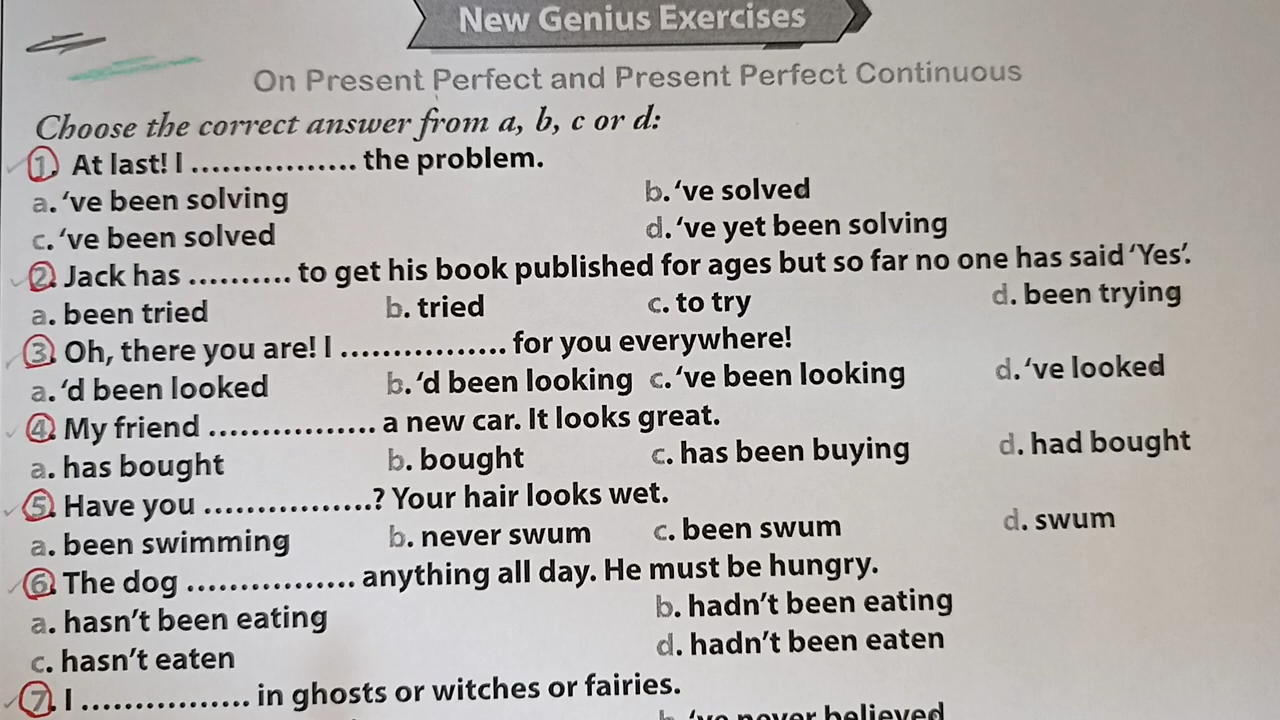 New Genius Exercises
On Present Perfect and Present Perfect Continuous
Choose the correct answer from a, b, c or d:
1. At last! I ................ the problem.
a. ‘ve been solving b. ‘ve solved
c. ‘ve been solved d. ‘ve yet been solving
2. Jack has .......... to get his book published for ages but so far no one has said ‘Yes’.
a. been tried b. tried c. to try d. been trying
3. Oh, there you are! I ................ for you everywhere!
a. ‘d been looked b. ‘d been looking c. ‘ve been looking d. ‘ve looked
4. My friend ................ a new car. It looks great.
a. has bought b. bought c. has been buying d. had bought
5. Have you ................? Your hair looks wet.
a. been swimming b. never swum c. been swum d. swum
6. The dog ................ anything all day. He must be hungry.
a. hasn’t been eating b. hadn’t been eating
c. hasn’t eaten d. hadn’t been eaten
7. I ................ in ghosts or witches or fairies.
b. ‘ve never believed